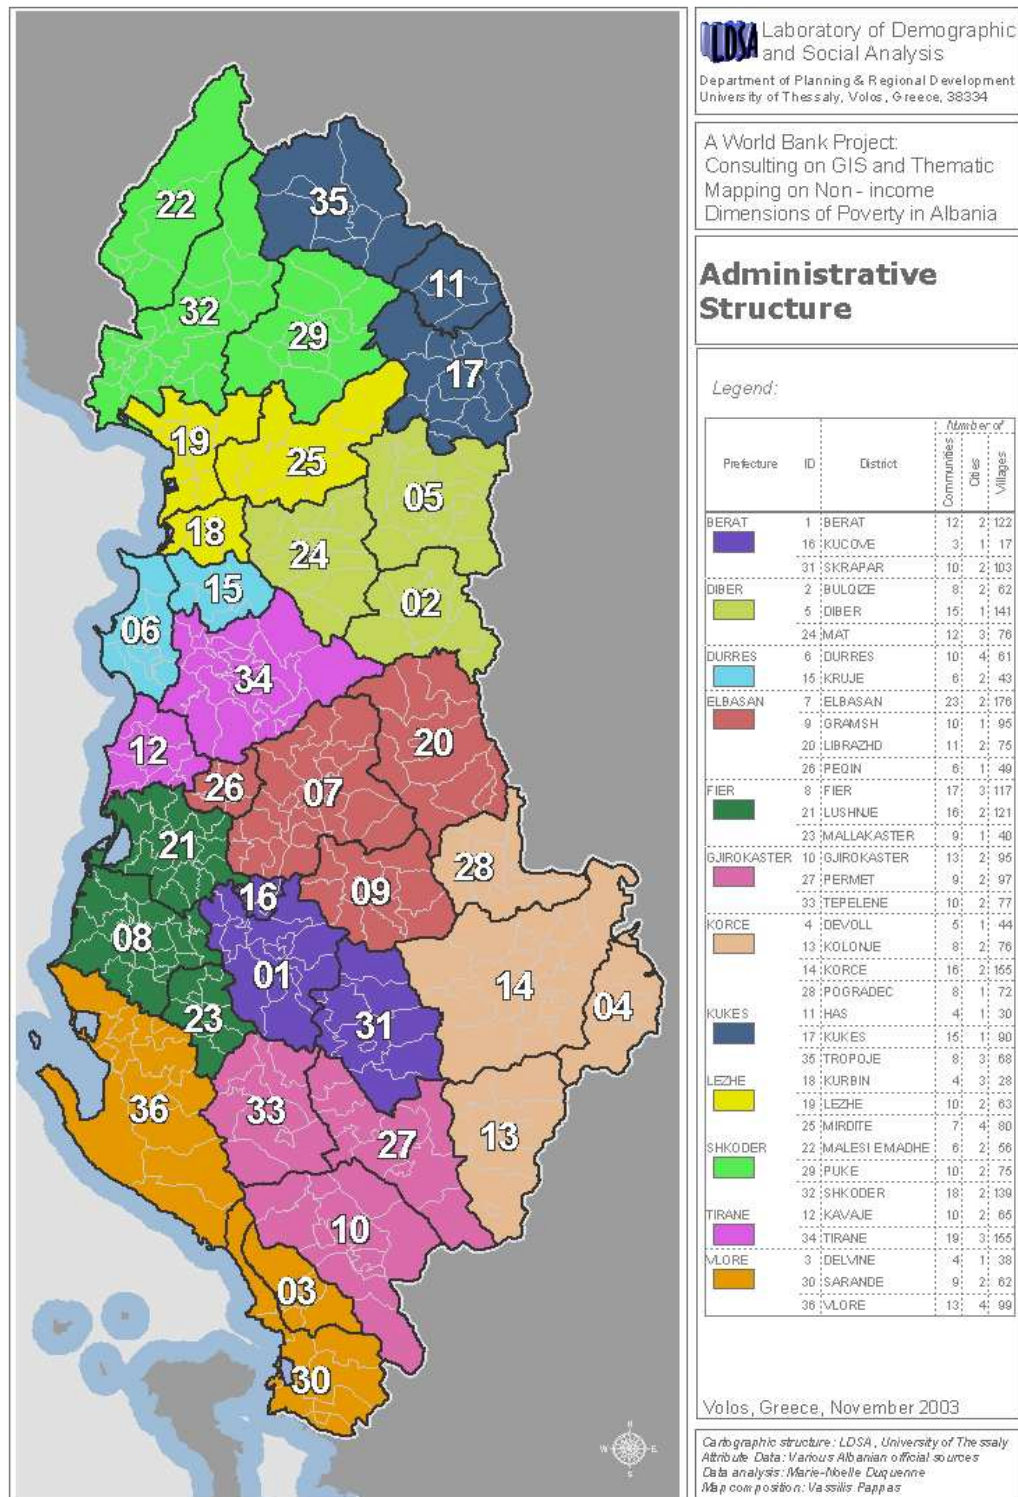 LDSA
Laboratory of Demographic
and Social Analysis
Department of Planning & Regional Development
University of Thessaly, Volos, Greece, 38334
A World Bank Project:
Consulting on GIS and Thematic
Mapping on Non - income
Dimensions of Poverty in Albania
Administrative
Structure
Legend:
Number of
Prefecture ID District Communities Cities Villages
BERAT 1 BERAT 12 2 122
16 KUCOVE 3 1 17
31 SKRAPAR 10 2 103
DIBER 2 BULQIZE 8 2 62
5 DIBER 15 1 141
24 MAT 12 3 76
DURRES 6 DURRES 10 4 61
15 KRUJE 6 2 43
ELBASAN 7 ELBASAN 23 2 176
9 GRAMSH 10 1 95
20 LIBRAZHD 11 2 75
26 PEQIN 6 1 49
FIER 8 FIER 17 3 117
21 LUSHNJE 16 2 121
23 MALLAKASTER 9 1 40
GJIROKASTER 10 GJIROKASTER 13 2 95
27 PERMET 9 2 97
33 TEPELENE 10 2 77
KORCE 4 DEVOLL 5 1 44
13 KOLONJE 8 2 76
14 KORCE 16 2 155
28 POGRADEC 8 1 72
KUKES 11 HAS 4 1 30
17 KUKES 15 1 90
35 TROPOJE 8 3 68
LEZHE 18 KURBIN 4 3 28
19 LEZHE 10 2 63
25 MIRDITE 7 4 80
SHKODER 22 MALESI E MADHE 6 2 56
29 PUKE 10 2 75
32 SHKODER 18 2 139
TIRANE 12 KAVAJE 10 2 65
34 TIRANE 19 3 155
VLORE 3 DELVINE 4 1 38
30 SARANDE 9 2 62
36 VLORE 13 4 99
Volos, Greece, November 2003
Cartographic structure: LDSA, University of Thessaly
Attribute Data: Various Albanian official sources
Data analysis: Marie-Noelle Duquenne
Map composition: Vassilis Pappas
22
35
11
32
29
17
19
25
05
18
24
15
02
06
34
12
20
26
07
21
28
16
09
08
01
14
04
23
31
36
33
27
13
10
03
30
N
W
E
S